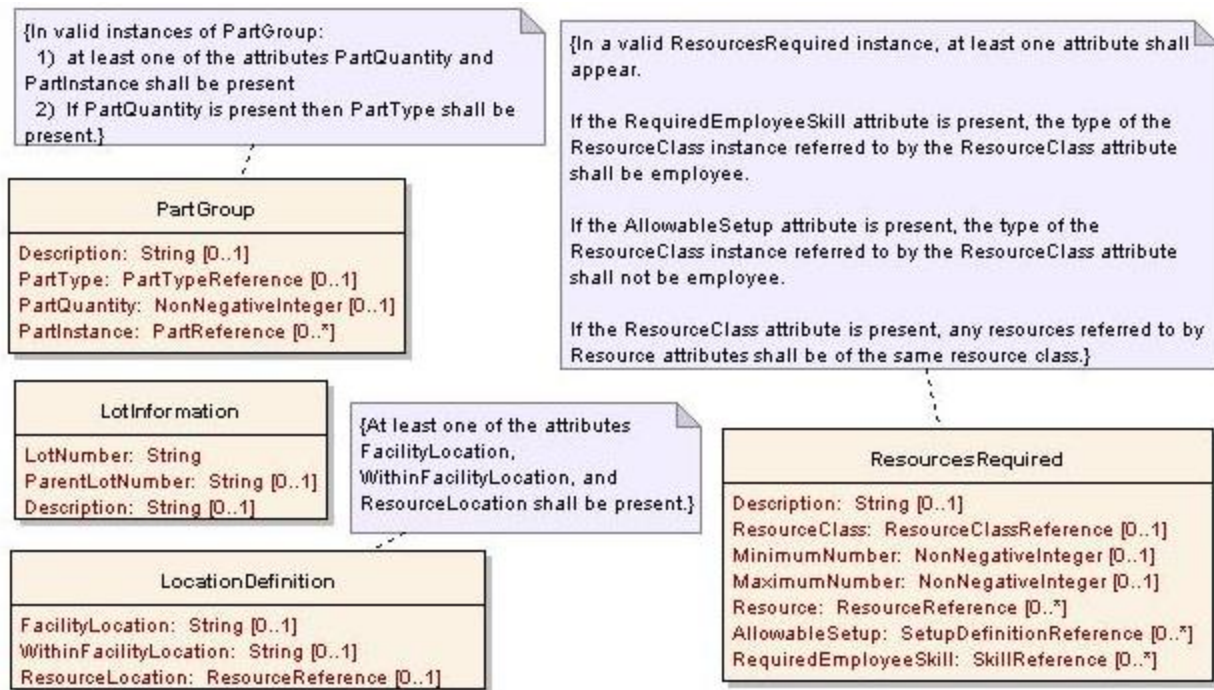 {In valid instances of PartGroup:
1) at least one of the attributes PartQuantity and
PartInstance shall be present
2) If PartQuantity is present then PartType shall be
present.}
PartGroup
Description: String [0..1]
PartType: PartTypeReference [0..1]
PartQuantity: NonNegativeInteger [0..1]
PartInstance: PartReference [0..*]
{In a valid ResourcesRequired instance, at least one attribute shall
appear.
If the RequiredEmployeeSkill attribute is present, the type of the
ResourceClass instance referred to by the ResourceClass attribute
shall be employee.
If the AllowableSetup attribute is present, the type of the
ResourceClass instance referred to by the ResourceClass attribute
shall not be employee.
If the ResourceClass attribute is present, any resources referred to by
Resource attributes shall be of the same resource class.}
LotInformation
LotNumber: String
ParentLotNumber: String [0..1]
Description: String [0..1]
{At least one of the attributes
FacilityLocation,
WithinFacilityLocation, and
ResourceLocation shall be present.}
LocationDefinition
FacilityLocation: String [0..1]
WithinFacilityLocation: String [0..1]
ResourceLocation: ResourceReference [0..1]
ResourcesRequired
Description: String [0..1]
ResourceClass: ResourceClassReference [0..1]
MinimumNumber: NonNegativeInteger [0..1]
MaximumNumber: NonNegativeInteger [0..1]
Resource: ResourceReference [0..*]
AllowableSetup: SetupDefinitionReference [0..*]
RequiredEmployeeSkill: SkillReference [0..*]